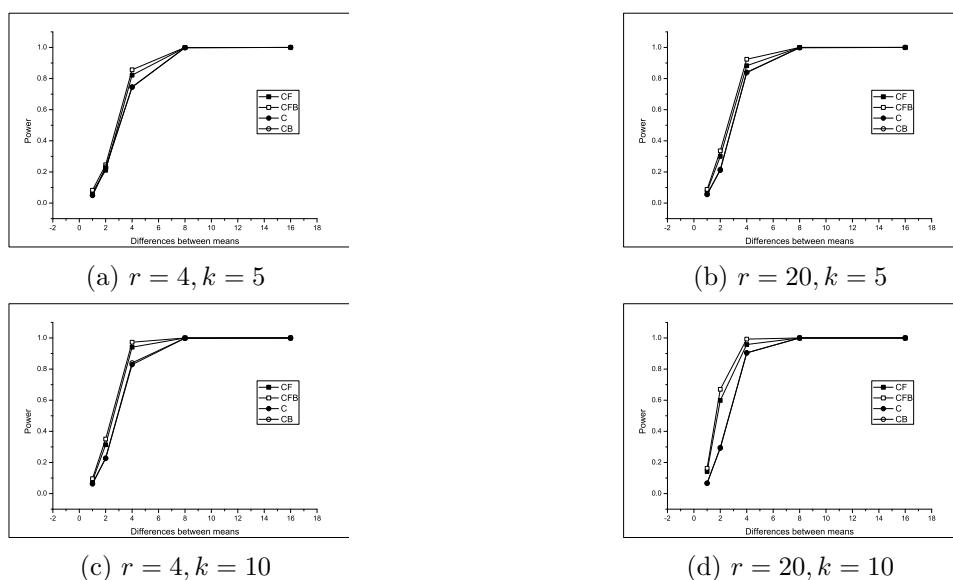 1.0
0.8
0.6
0.4
0.2
0.0
Power
CF
CFB
C
CB
-2 0 2 4 6 8 10 12 14 16 18
Differences between means
(a) r = 4, k = 5
1.0
0.8
0.6
0.4
0.2
0.0
Power
CF
CFB
C
CB
-2 0 2 4 6 8 10 12 14 16 18
Differences between means
(b) r = 20, k = 5
1.0
0.8
0.6
0.4
0.2
0.0
Power
CF
CFB
C
CB
-2 0 2 4 6 8 10 12 14 16 18
Differences between means
(c) r = 4, k = 10
1.0
0.8
0.6
0.4
0.2
0.0
Power
CF
CFB
C
CB
-2 0 2 4 6 8 10 12 14 16 18
Differences between means
(d) r = 20, k = 10